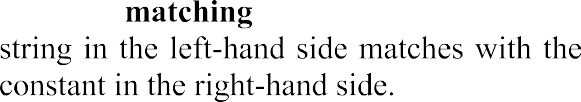 matching
string in the left-hand side matches with the
constant in the right-hand side.